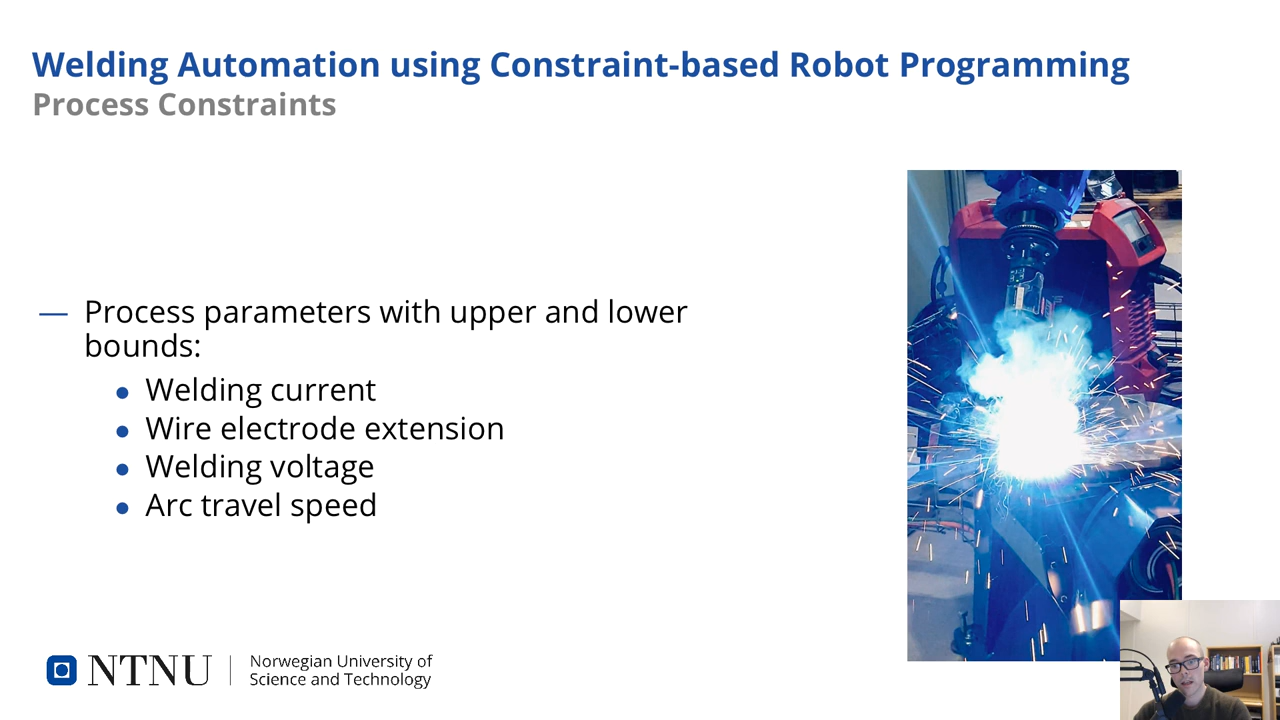 Welding Automation using Constraint-based Robot Programming
Process Constraints
— Process parameters with upper and lower
bounds:
● Welding current
● Wire electrode extension
● Welding voltage
● Arc travel speed
NTNU
Norwegian University of
Science and Technology